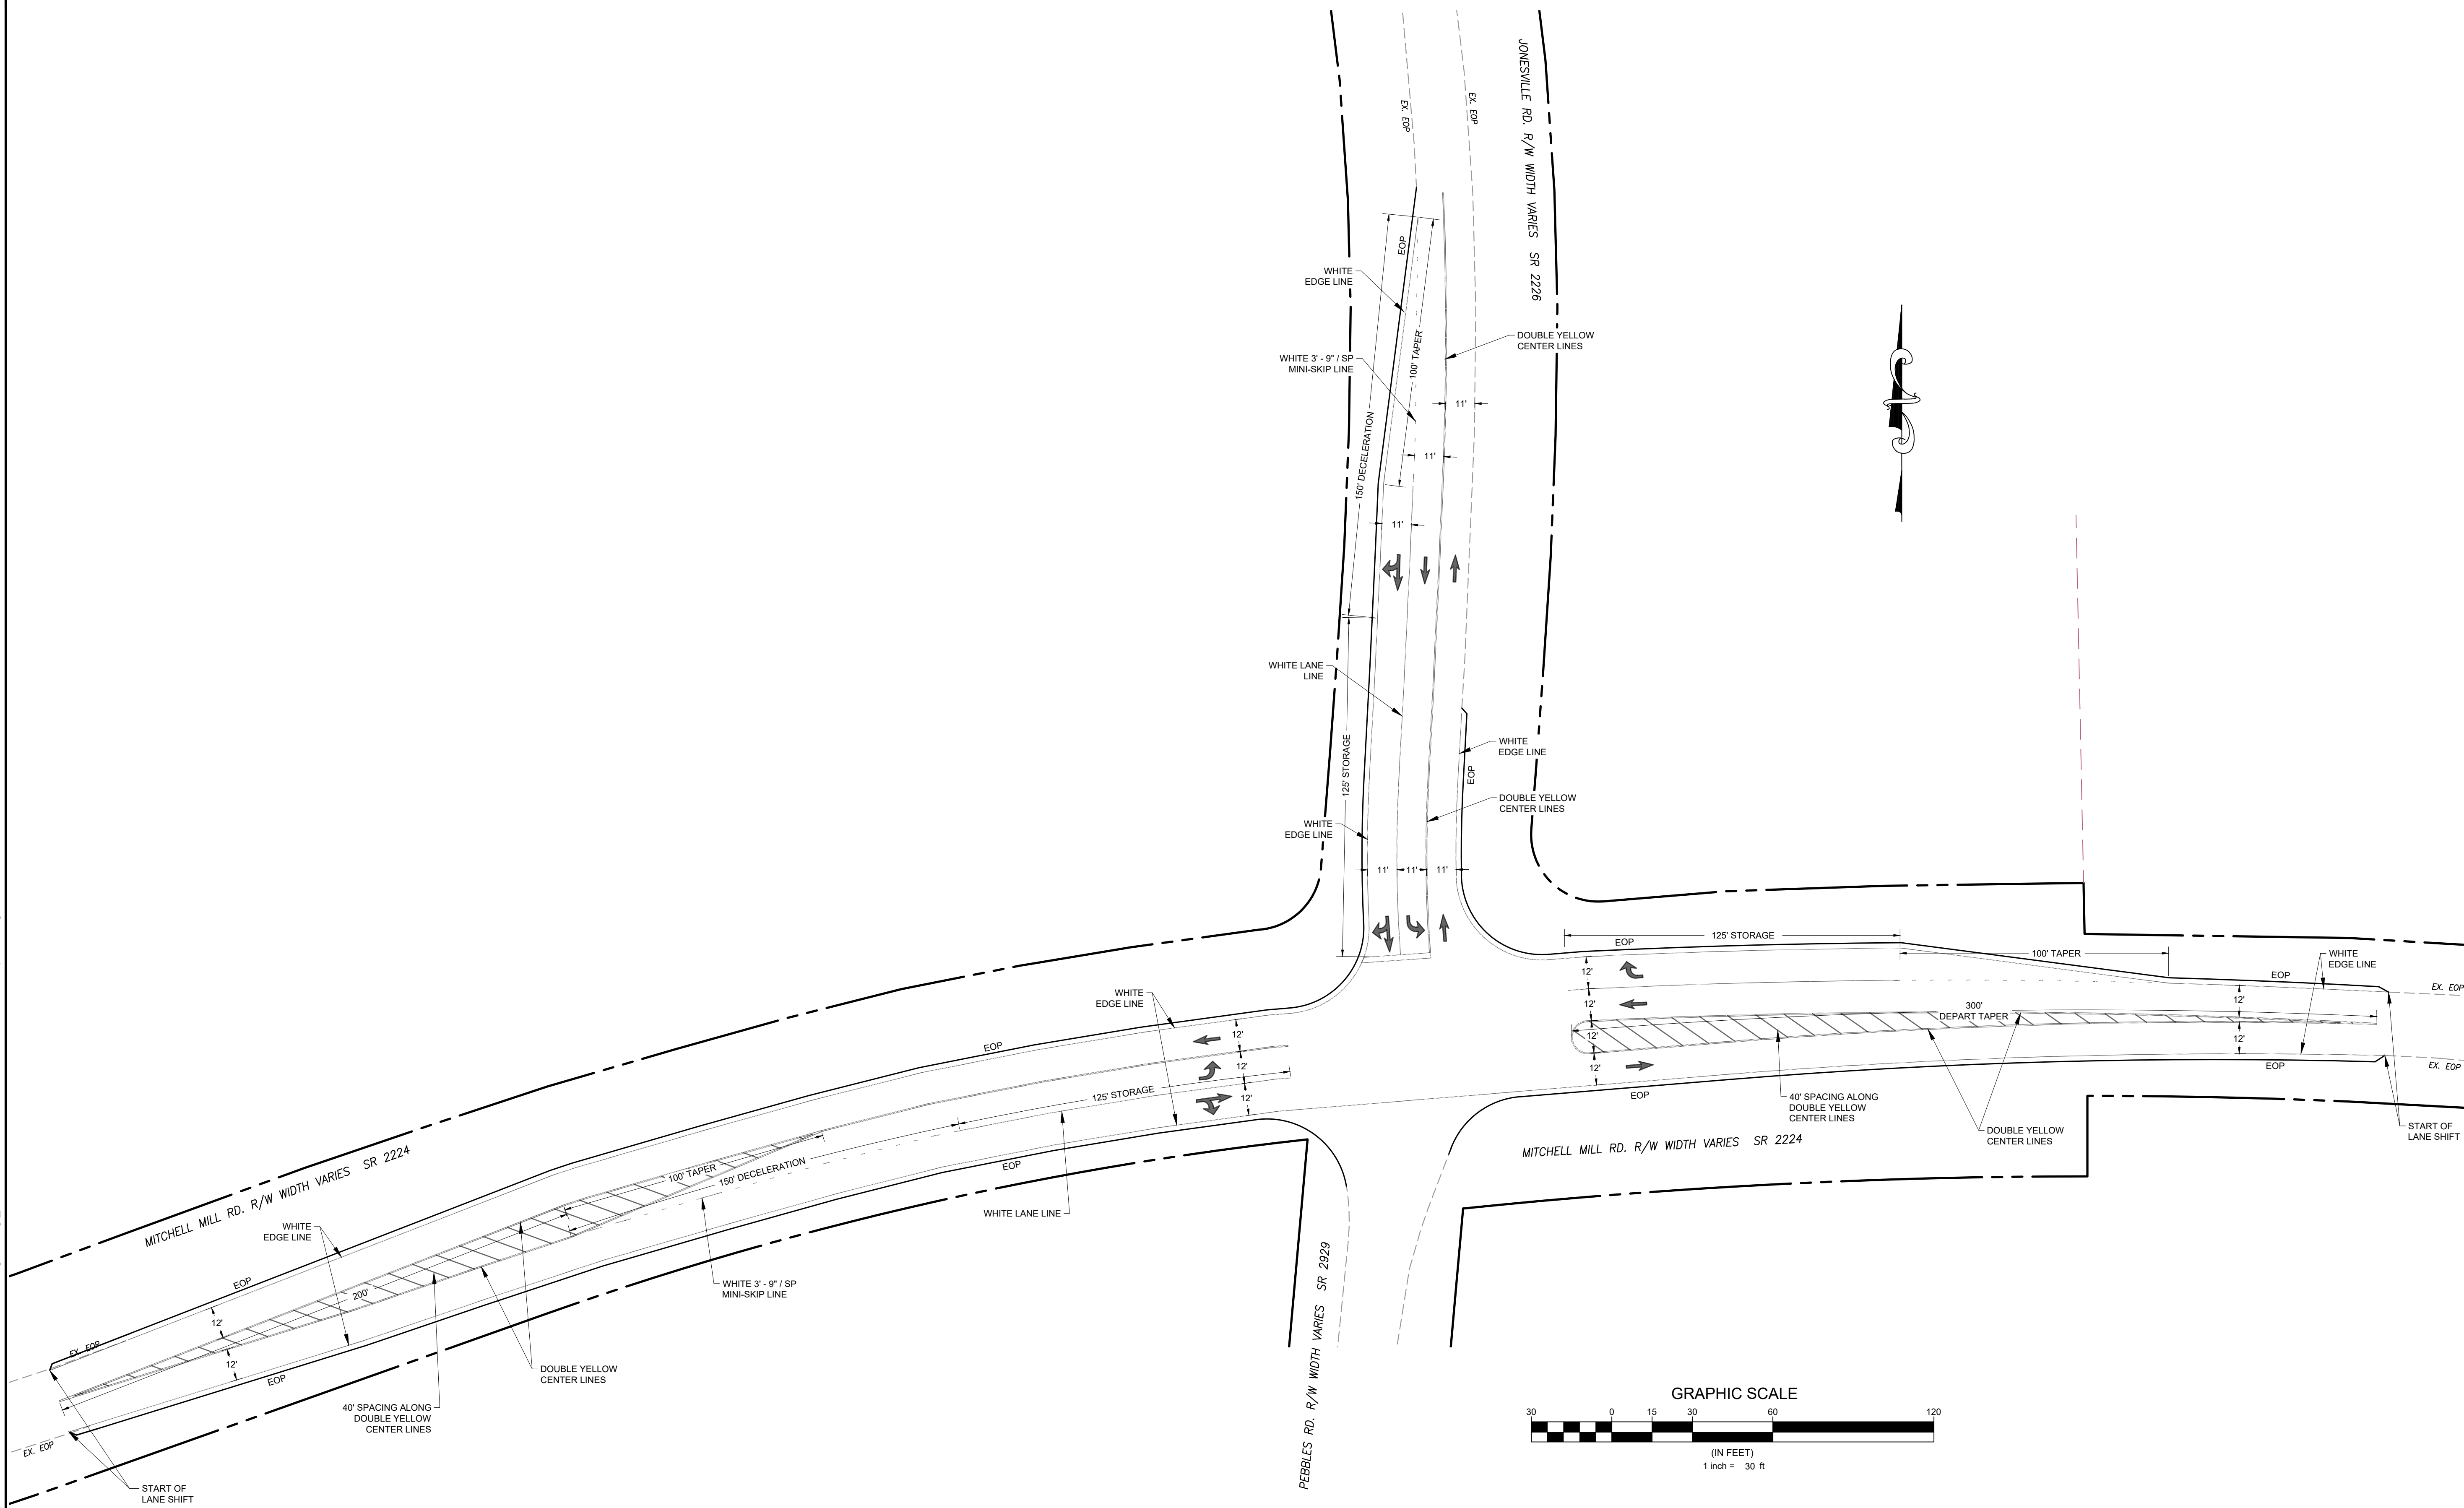 EX. EOP
EX. EOP
JONESVILLE RD. R/W WIDTH VARIES SR 2226
EOP
WHITE
EDGE LINE
WHITE 3' - 9" / SP
MINI-SKIP LINE
100' TAPER
DOUBLE YELLOW
CENTER LINES
11'
11'
150' DECELERATION
11'
WHITE LANE
LINE
WHITE
EDGE LINE
EOP
125' STORAGE
DOUBLE YELLOW
CENTER LINES
WHITE
EDGE LINE
11'
11'
11'
125' STORAGE
EOP
100' TAPER
WHITE
EDGE LINE
EOP
EX. EOP
12'
12'
12'
12'
300'
DEPART TAPER
12'
12'
EOP
EX. EOP
EOP
40' SPACING ALONG
DOUBLE YELLOW
CENTER LINES
DOUBLE YELLOW
CENTER LINES
START OF
LANE SHIFT
MITCHELL MILL RD. R/W WIDTH VARIES SR 2224
WHITE
EDGE LINE
EOP
12'
12'
12'
125' STORAGE
100' TAPER
150' DECELERATION
EOP
WHITE LANE LINE
MITCHELL MILL RD. R/W WIDTH VARIES SR 2224
WHITE
EDGE LINE
EOP
200'
12'
12'
WHITE 3' - 9" / SP
MINI-SKIP LINE
EX. EOP
EOP
DOUBLE YELLOW
CENTER LINES
40' SPACING ALONG
DOUBLE YELLOW
CENTER LINES
EX. EOP
START OF
LANE SHIFT
PEBBLES RD. R/W WIDTH VARIES SR 2929
GRAPHIC SCALE
30 0 15 30 60 120
(IN FEET)
1 inch = 30 ft